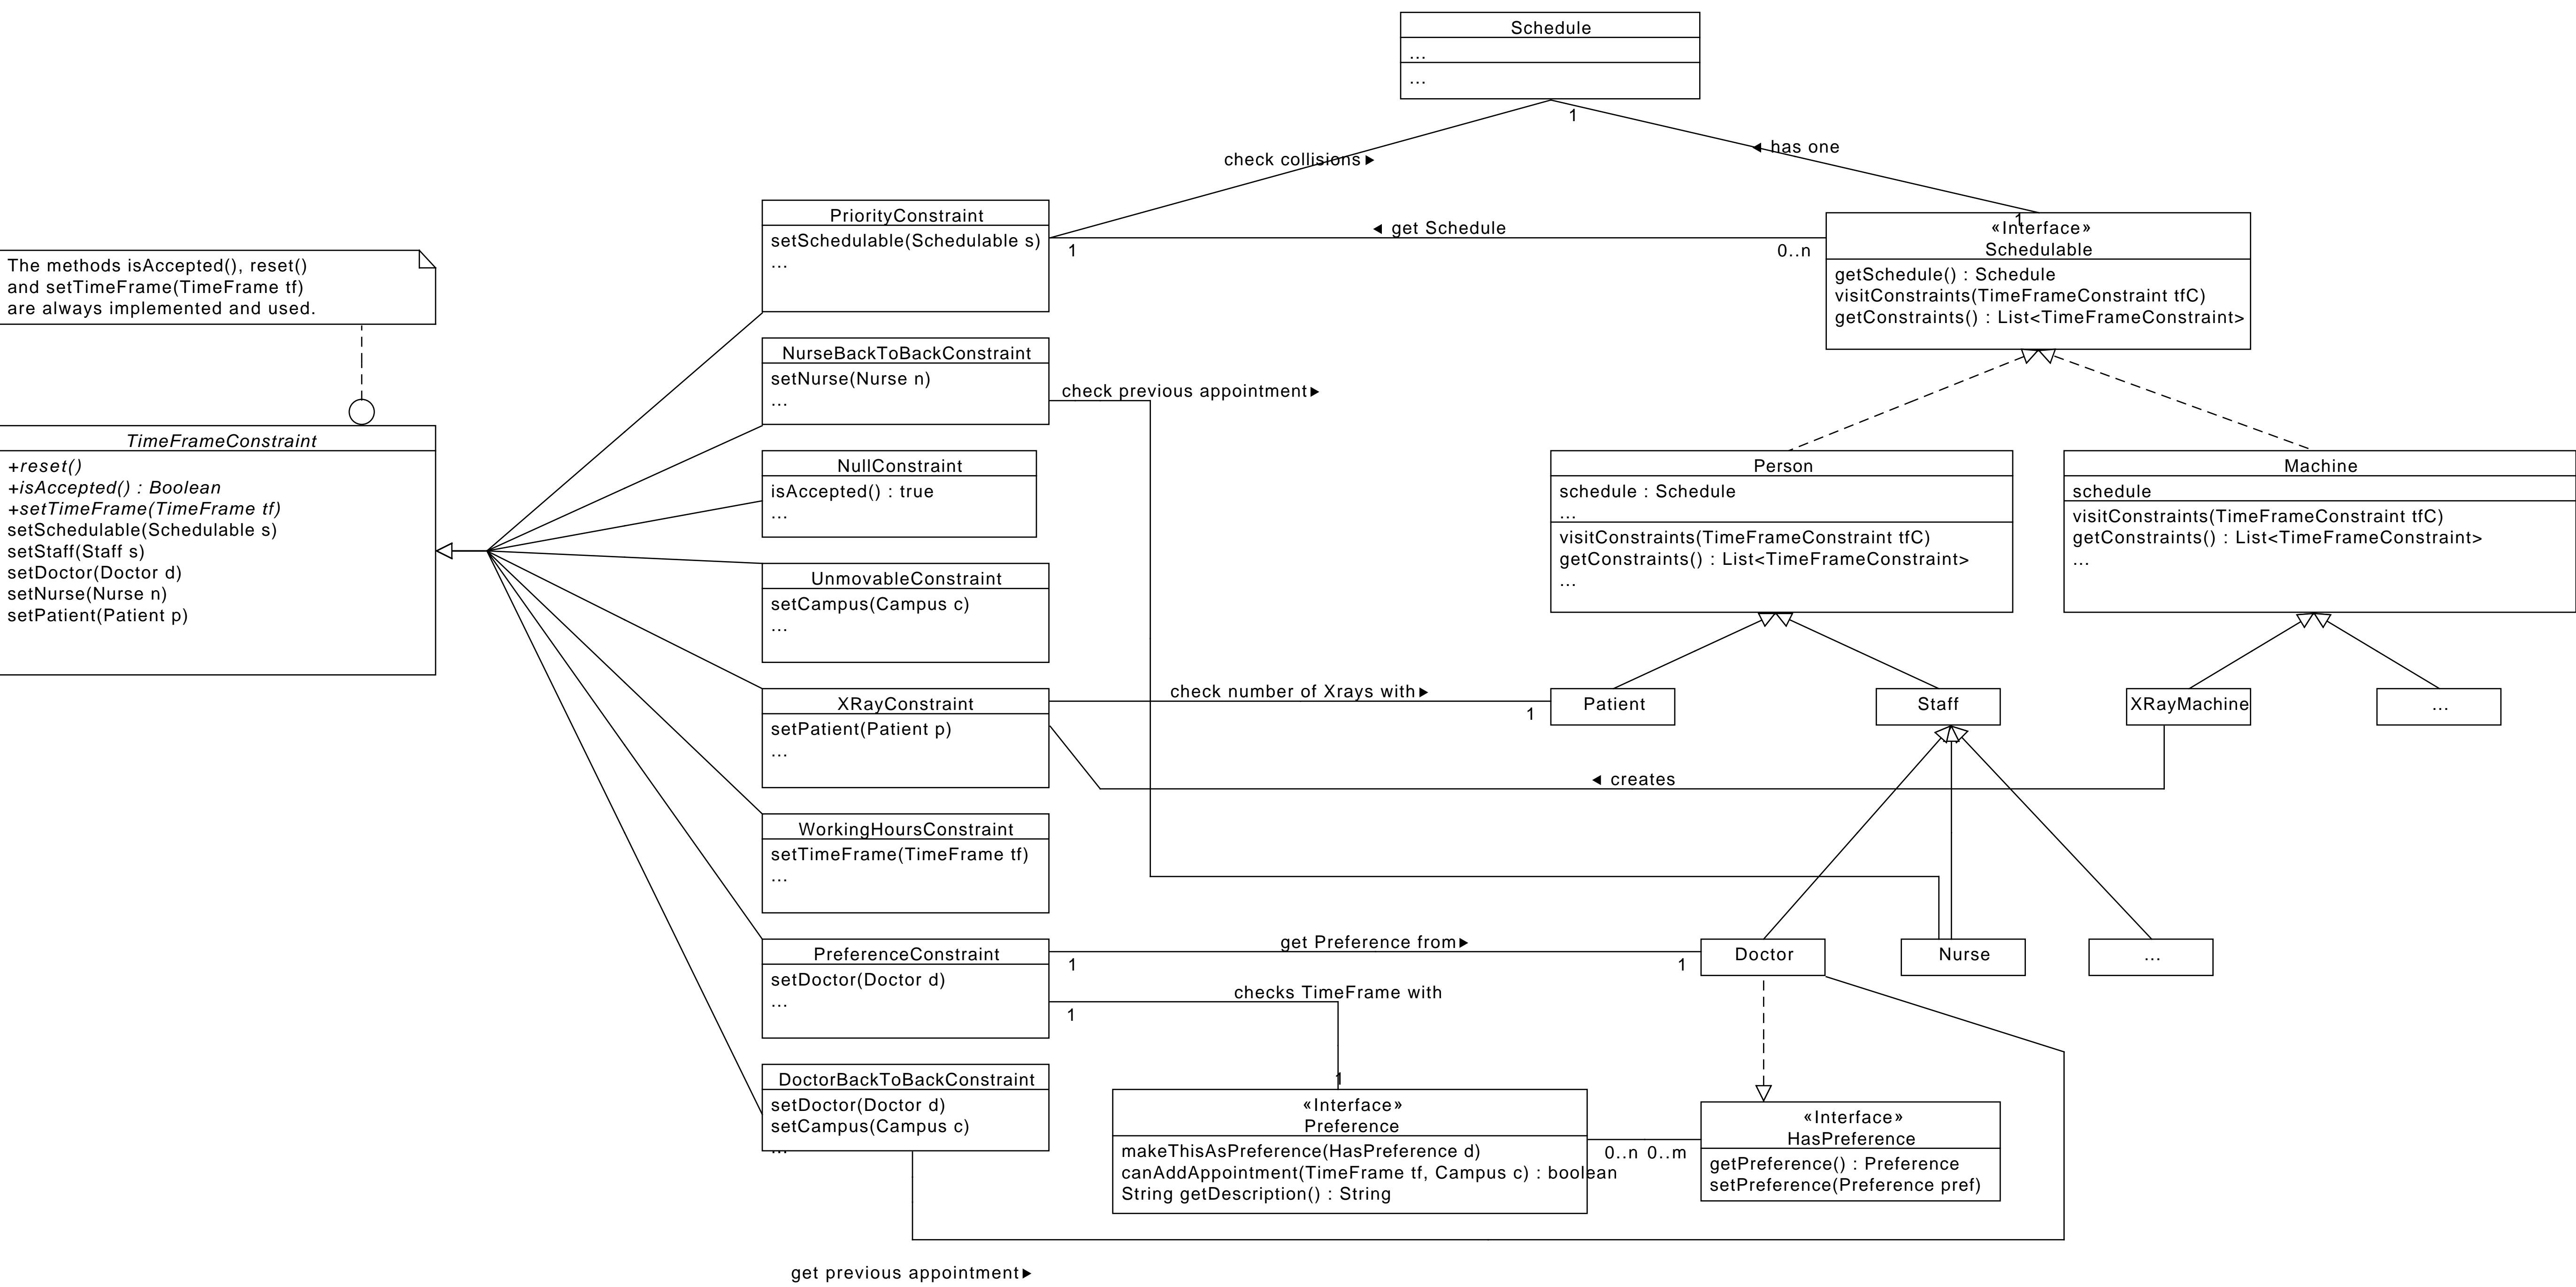 Schedule
...
...
1
check collisions►
◄ has one
1
◄ get Schedule
1
0..n
PriorityConstraint
setSchedulable(Schedulable s)
...
«Interface»
Schedulable
getSchedule() : Schedule
visitConstraints(TimeFrameConstraint tfC)
getConstraints() : List<TimeFrameConstraint>
The methods isAccepted(), reset()
and setTimeFrame(TimeFrame tf)
are always implemented and used.
NurseBackToBackConstraint
setNurse(Nurse n)
...
check previous appointment►
TimeFrameConstraint
+reset()
+isAccepted() : Boolean
+setTimeFrame(TimeFrame tf)
setSchedulable(Schedulable s)
setStaff(Staff s)
setDoctor(Doctor d)
setNurse(Nurse n)
setPatient(Patient p)
NullConstraint
isAccepted() : true
...
Person
schedule : Schedule
...
visitConstraints(TimeFrameConstraint tfC)
getConstraints() : List<TimeFrameConstraint>
...
Machine
schedule
visitConstraints(TimeFrameConstraint tfC)
getConstraints() : List<TimeFrameConstraint>
...
UnmovableConstraint
setCampus(Campus c)
...
XRayConstraint
setPatient(Patient p)
...
check number of Xrays with►
1
Patient
Staff
XRayMachine
...
◄ creates
WorkingHoursConstraint
setTimeFrame(TimeFrame tf)
...
PreferenceConstraint
setDoctor(Doctor d)
...
get Preference from►
1
1
Doctor
Nurse
...
checks TimeFrame with
1
1
DoctorBackToBackConstraint
setDoctor(Doctor d)
setCampus(Campus c)
...
«Interface»
Preference
makeThisAsPreference(HasPreference d)
canAddAppointment(TimeFrame tf, Campus c) : boolean
String getDescription() : String
0..n 0..m
«Interface»
HasPreference
getPreference() : Preference
setPreference(Preference pref)
get previous appointment►